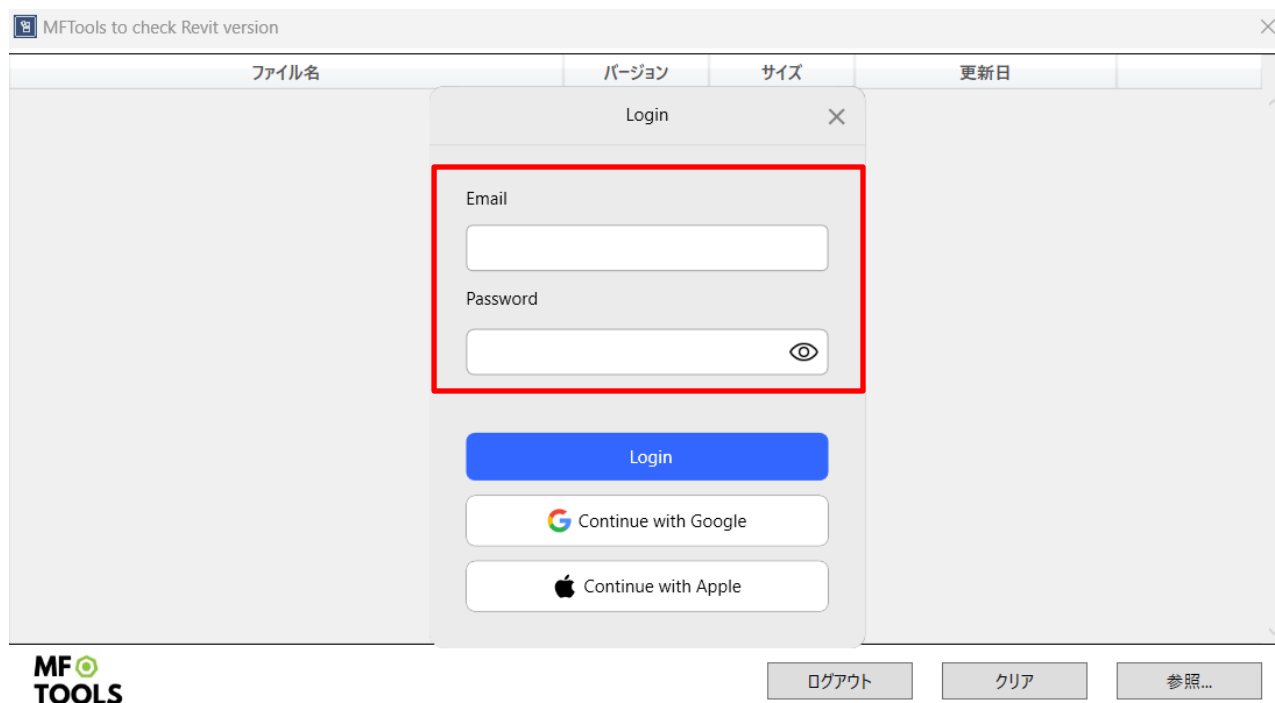 MFTools to check Revit version
ファイル名 バージョン サイズ 更新日
Login
Email
Password
Login
Continue with Google
Continue with Apple
MF
TOOLS
ログアウト クリア 参照...